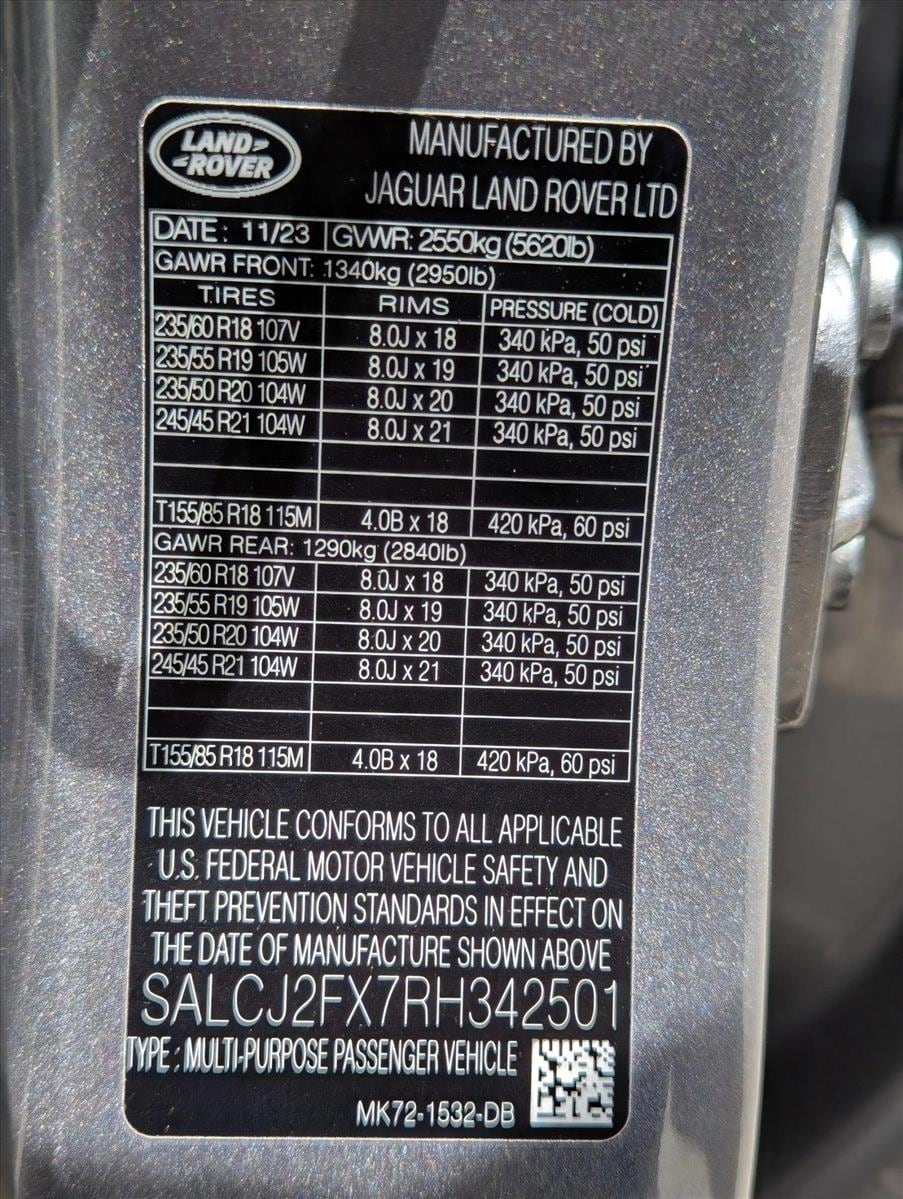 LAND-
-ROVER
MANUFACTURED BY
JAGUAR LAND ROVER LTD
DATE: 11/23 GVWR: 2550kg (5620lb)
GAWR FRONT: 1340kg (2950lb)
TIRES RIMS PRESSURE (COLD)
235/60 R18 107V 8.0J x 18 340 kPa, 50 psi
235/55 R19 105W 8.0J x 19 340 kPa, 50 psi
235/50 R20 104W 8.0J x 20 340 kPa, 50 psi
245/45 R21 104W 8.0J x 21 340 kPa, 50 psi
T155/85 R18 115M 4.0B x 18 420 kPa, 60 psi
GAWR REAR: 1290kg (2840lb)
235/60 R18 107V 8.0J x 18 340 kPa, 50 psi
235/55 R19 105W 8.0J x 19 340 kPa, 50 psi
235/50 R20 104W 8.0J x 20 340 kPa, 50 psi
245/45 R21 104W 8.0J x 21 340 kPa, 50 psi
T155/85 R18 115M 4.0B x 18 420 kPa, 60 psi
THIS VEHICLE CONFORMS TO ALL APPLICABLE
U.S. FEDERAL MOTOR VEHICLE SAFETY AND
THEFT PREVENTION STANDARDS IN EFFECT ON
THE DATE OF MANUFACTURE SHOWN ABOVE
SALCJ2FX7RH342501
TYPE : MULTI-PURPOSE PASSENGER VEHICLE
MK72-1532-DB